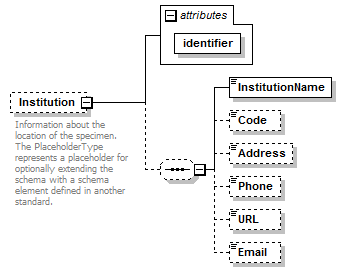 attributes
identifier
Institution
Information about the
location of the specimen.
The PlaceholderType
represents a placeholder for
optionally extending the
schema with a schema
element defined in another
standard.
InstitutionName
Code
Address
Phone
URL
Email